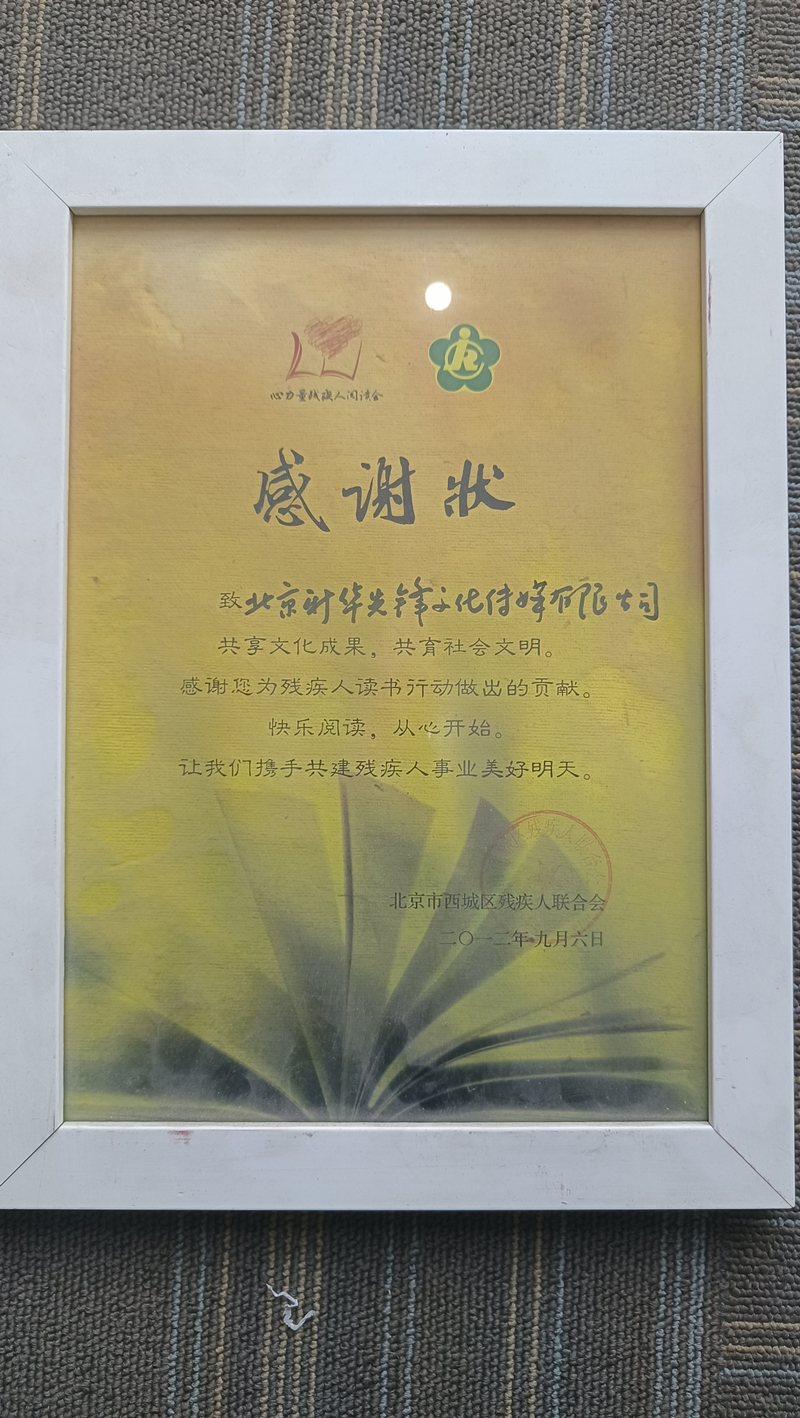 心力量残疾人阅读会
感谢状
致北京新华先锋文化传媒有限公司
共享文化成果，共育社会文明。
感谢您为残疾人读书行动做出的贡献。
快乐阅读，从心开始。
让我们携手共建残疾人事业美好明天。
北京市西城区残疾人联合会
二〇一二年九月六日